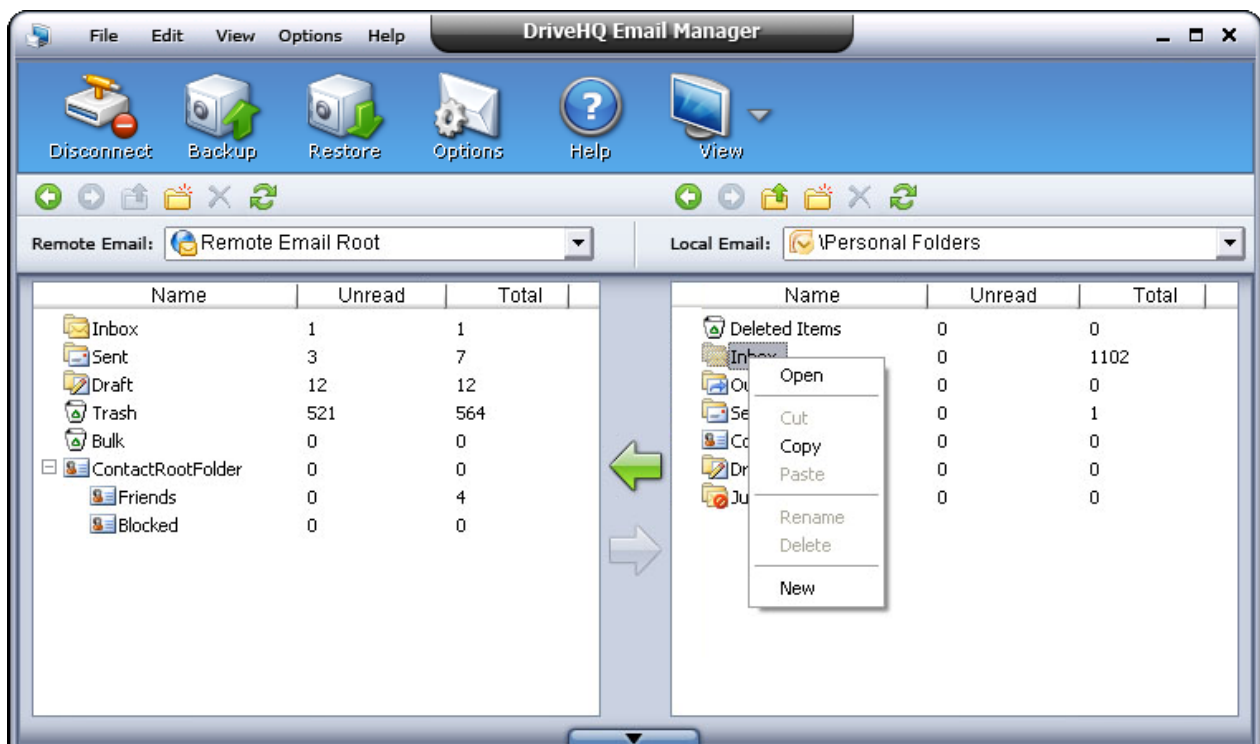 DriveHQ Email Manager
File Edit View Options Help
Disconnect Backup Restore Options Help View
Remote Email: Remote Email Root Local Email: \Personal Folders
Name Unread Total Name Unread Total
Inbox 1 1 Deleted Items 0 0
Sent 3 7 Inbox 0 1102
Draft 12 12 0 0
Trash 521 564 0 1
Bulk 0 0 0 0
ContactRootFolder 0 0 0 0
Friends 0 4 0 0
Blocked 0 0
Open
Cut
Copy
Paste
Rename
Delete
New